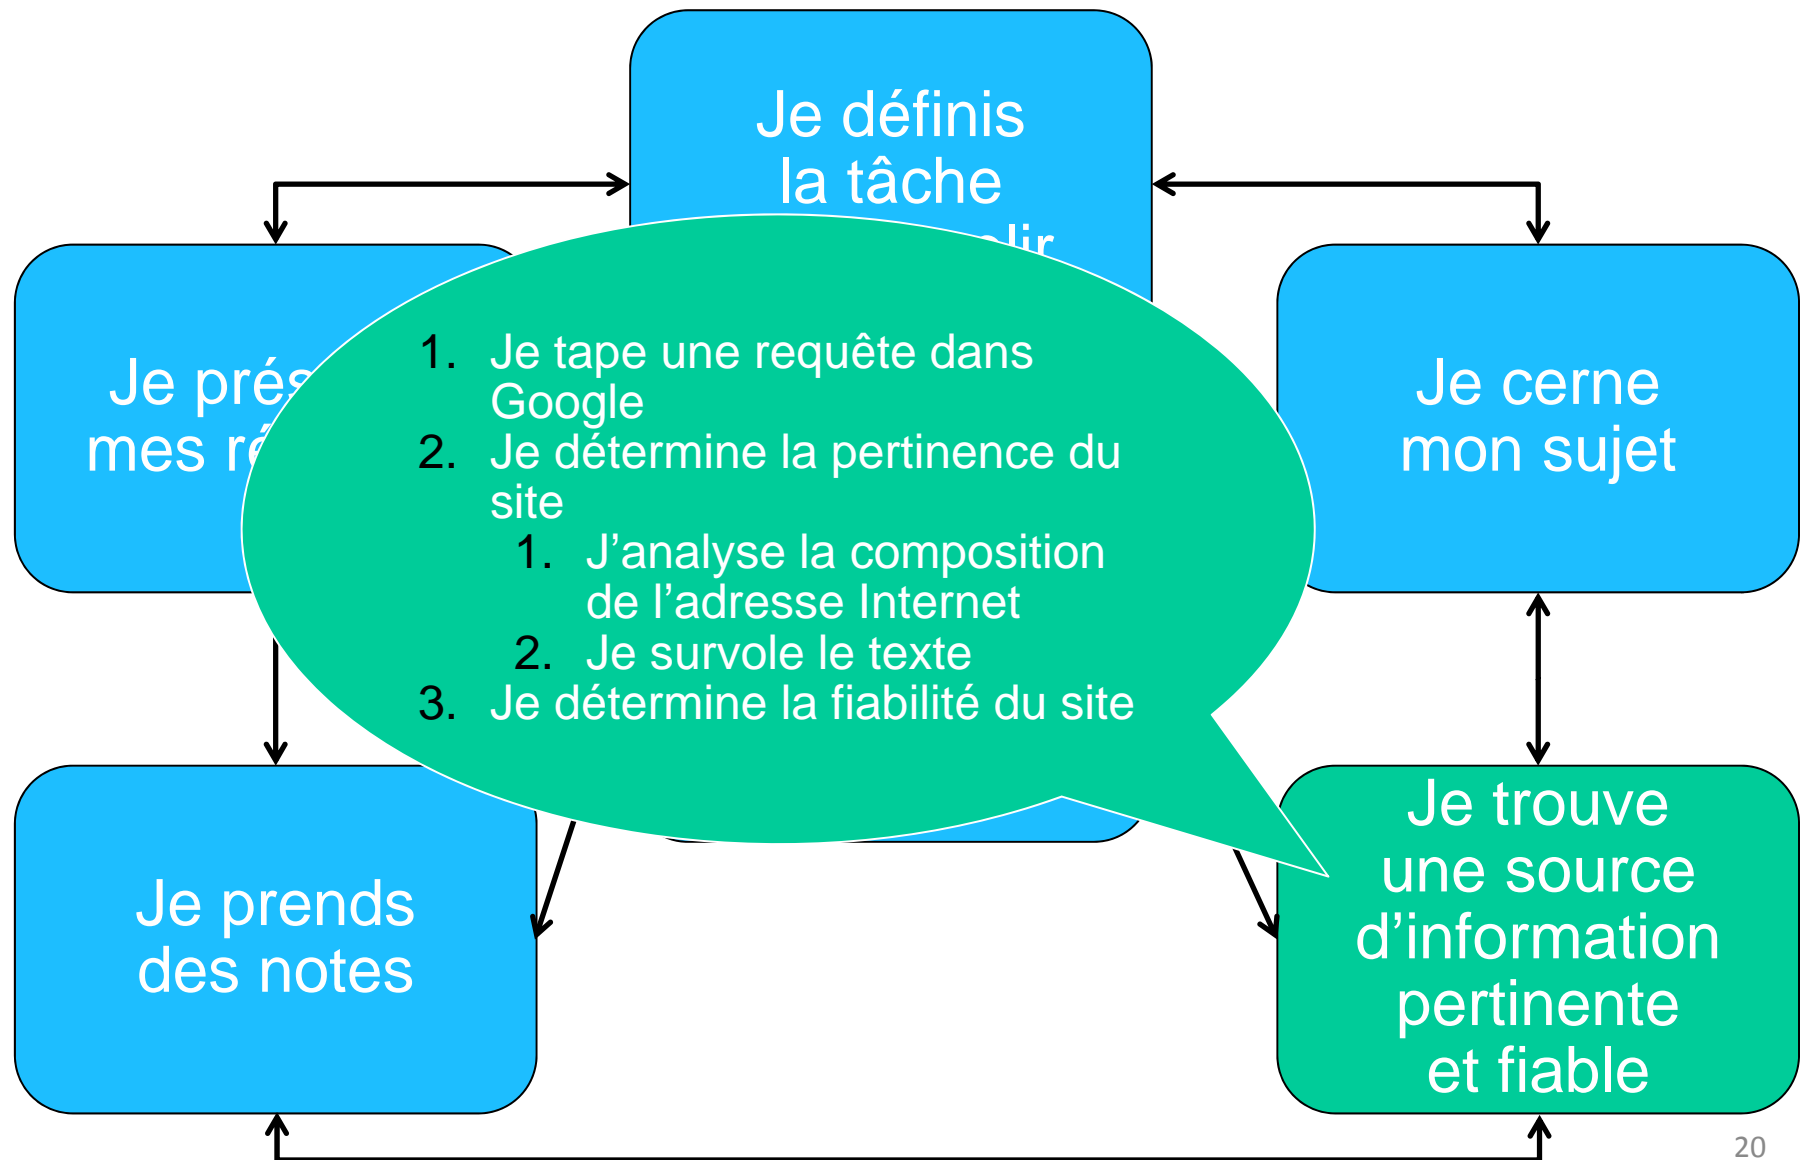 Je définis
la tâche
Je
mes
1. Je tape une requête dans
Google
2. Je détermine la pertinence du
site
1. J’analyse la composition
de l’adresse Internet
2. Je survole le texte
3. Je détermine la fiabilité du site
Je cerne
mon sujet
Je prends
des notes
Je trouve
une source
d’information
pertinente
et fiable
20